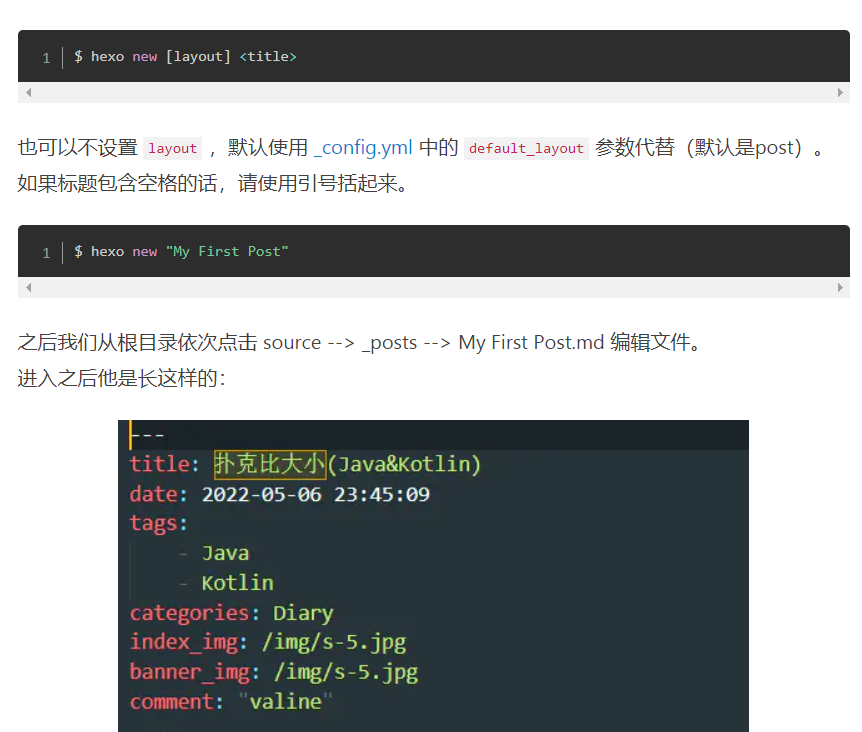 1 $ hexo new [layout] <title>
也可以不设置 layout ，默认使用 _config.yml 中的 default_layout 参数代替（默认是post）。
如果标题包含空格的话，请使用引号括起来。
1 $ hexo new "My First Post"
之后我们从根目录依次点击 source --> _posts --> My First Post.md 编辑文件。
进入之后他是长这样的：
---
title: 扑克比大小(Java&Kotlin)
date: 2022-05-06 23:45:09
tags:
- Java
- Kotlin
categories: Diary
index_img: /img/s-5.jpg
banner_img: /img/s-5.jpg
comment: "valine"